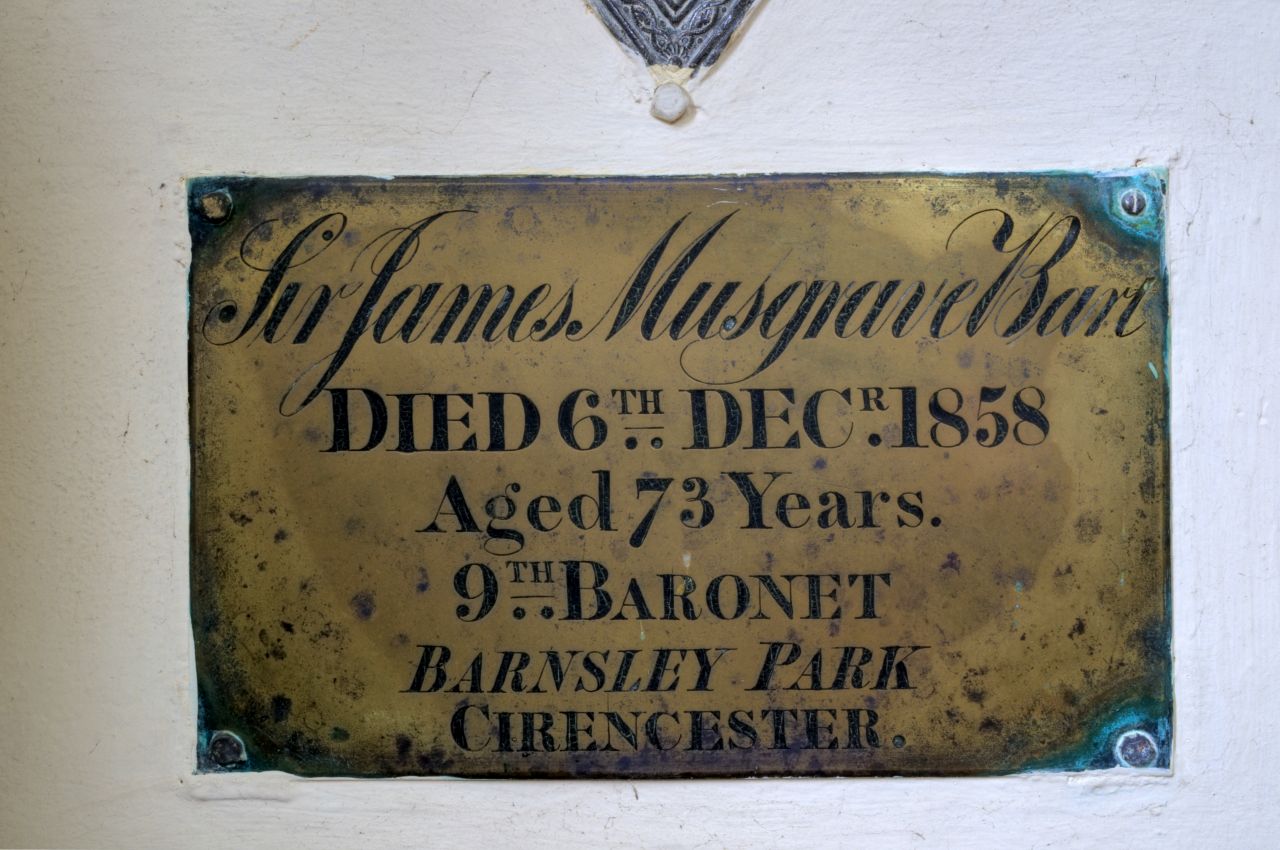 Sir James Musgrave Bart
DIED 6TH DECR. 1858
Aged 73 Years.
9TH BARONET
BARNSLEY PARK
CIRENCESTER.